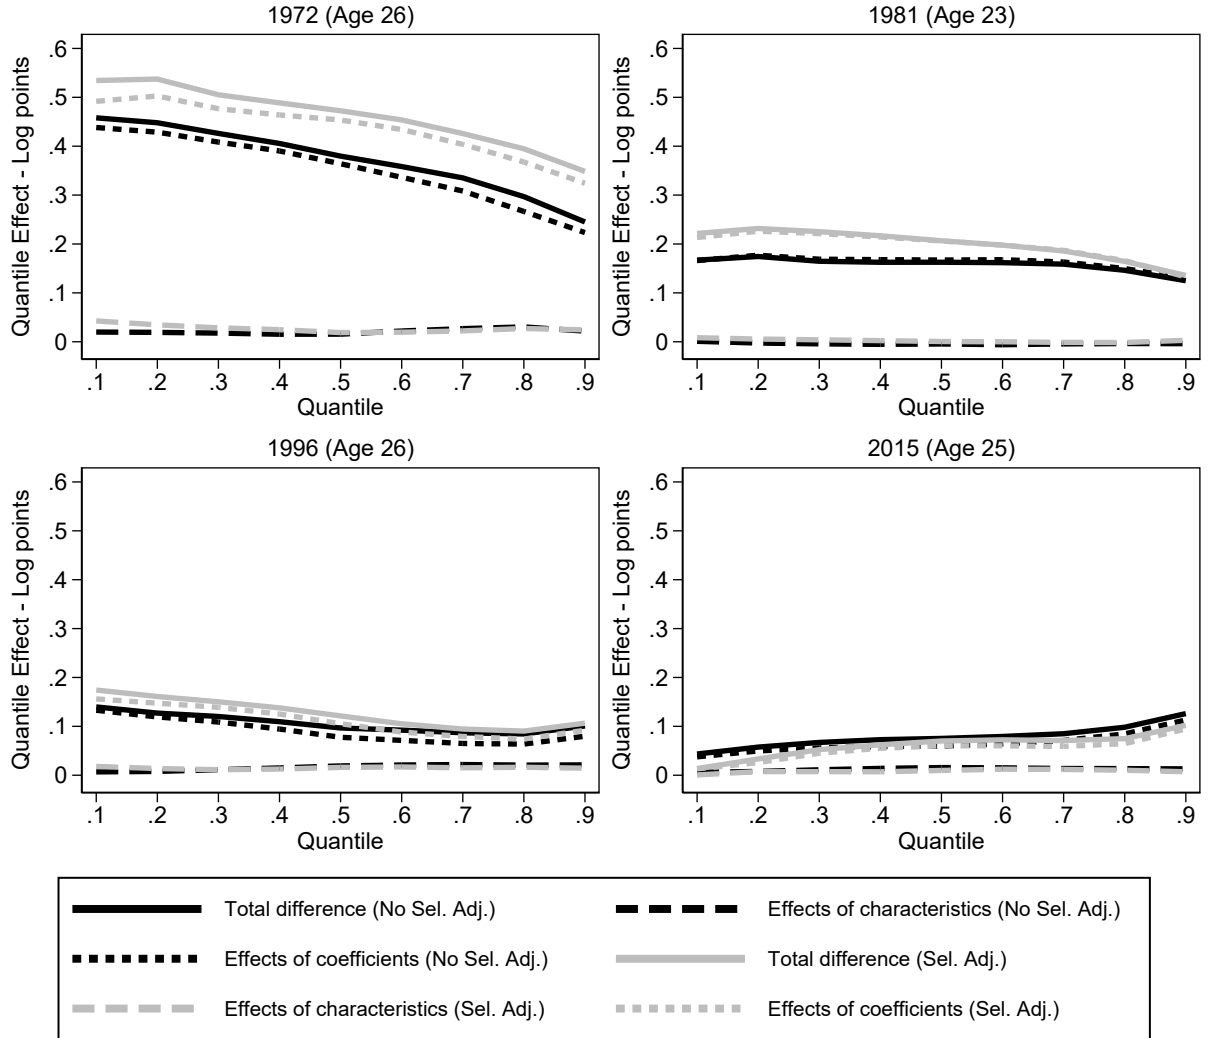 1972 (Age 26)
Quantile Effect - Log points
.6
.5
.4
.3
.2
.1
0
.1 .2 .3 .4 .5 .6 .7 .8 .9
Quantile
1981 (Age 23)
Quantile Effect - Log points
.6
.5
.4
.3
.2
.1
0
.1 .2 .3 .4 .5 .6 .7 .8 .9
Quantile
1996 (Age 26)
Quantile Effect - Log points
.6
.5
.4
.3
.2
.1
0
.1 .2 .3 .4 .5 .6 .7 .8 .9
Quantile
2015 (Age 25)
Quantile Effect - Log points
.6
.5
.4
.3
.2
.1
0
.1 .2 .3 .4 .5 .6 .7 .8 .9
Quantile
Total difference (No Sel. Adj.)
Effects of characteristics (No Sel. Adj.)
Effects of coefficients (No Sel. Adj.)
Total difference (Sel. Adj.)
Effects of characteristics (Sel. Adj.)
Effects of coefficients (Sel. Adj.)